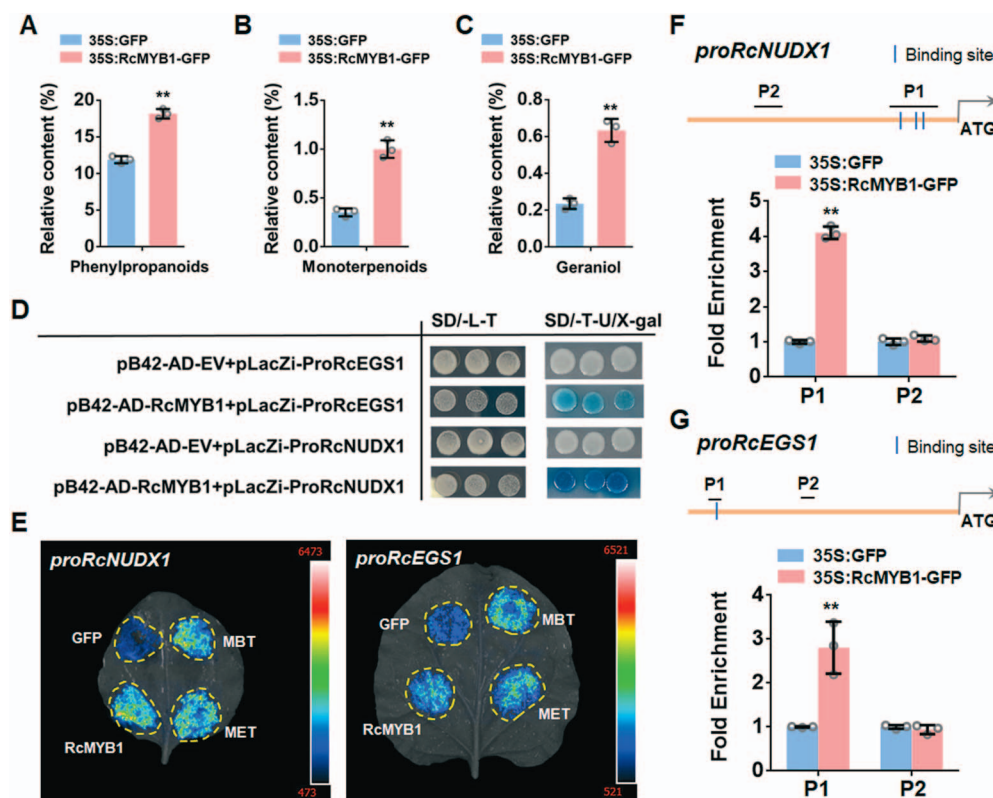 A
35S:GFP
35S:RcMYB1-GFP
Relative content (%)
20
15
10
5
0
**
Phenylpropanoids
B
35S:GFP
35S:RcMYB1-GFP
Relative content (%)
1.5
1.0
0.5
0.0
**
Monoterpenoids
C
35S:GFP
35S:RcMYB1-GFP
Relative content (%)
0.8
0.6
0.4
0.2
0.0
**
Geraniol
D
SD/-L-T
SD/-T-U/X-gal
pB42-AD-EV+pLacZi-ProRcEGS1
pB42-AD-RcMYB1+pLacZi-ProRcEGS1
pB42-AD-EV+pLacZi-ProRcNUDX1
pB42-AD-RcMYB1+pLacZi-ProRcNUDX1
E
proRcNUDX1
6473
GFP
MBT
RcMYB1
MET
473
proRcEGS1
6521
GFP
MBT
RcMYB1
MET
521
F
proRcNUDX1
Binding site
P2
P1
ATG
35S:GFP
35S:RcMYB1-GFP
Fold Enrichment
5
4
3
2
1
0
**
P1
P2
G
proRcEGS1
Binding site
P1
P2
ATG
35S:GFP
35S:RcMYB1-GFP
Fold Enrichment
4
3
2
1
0
**
P1
P2